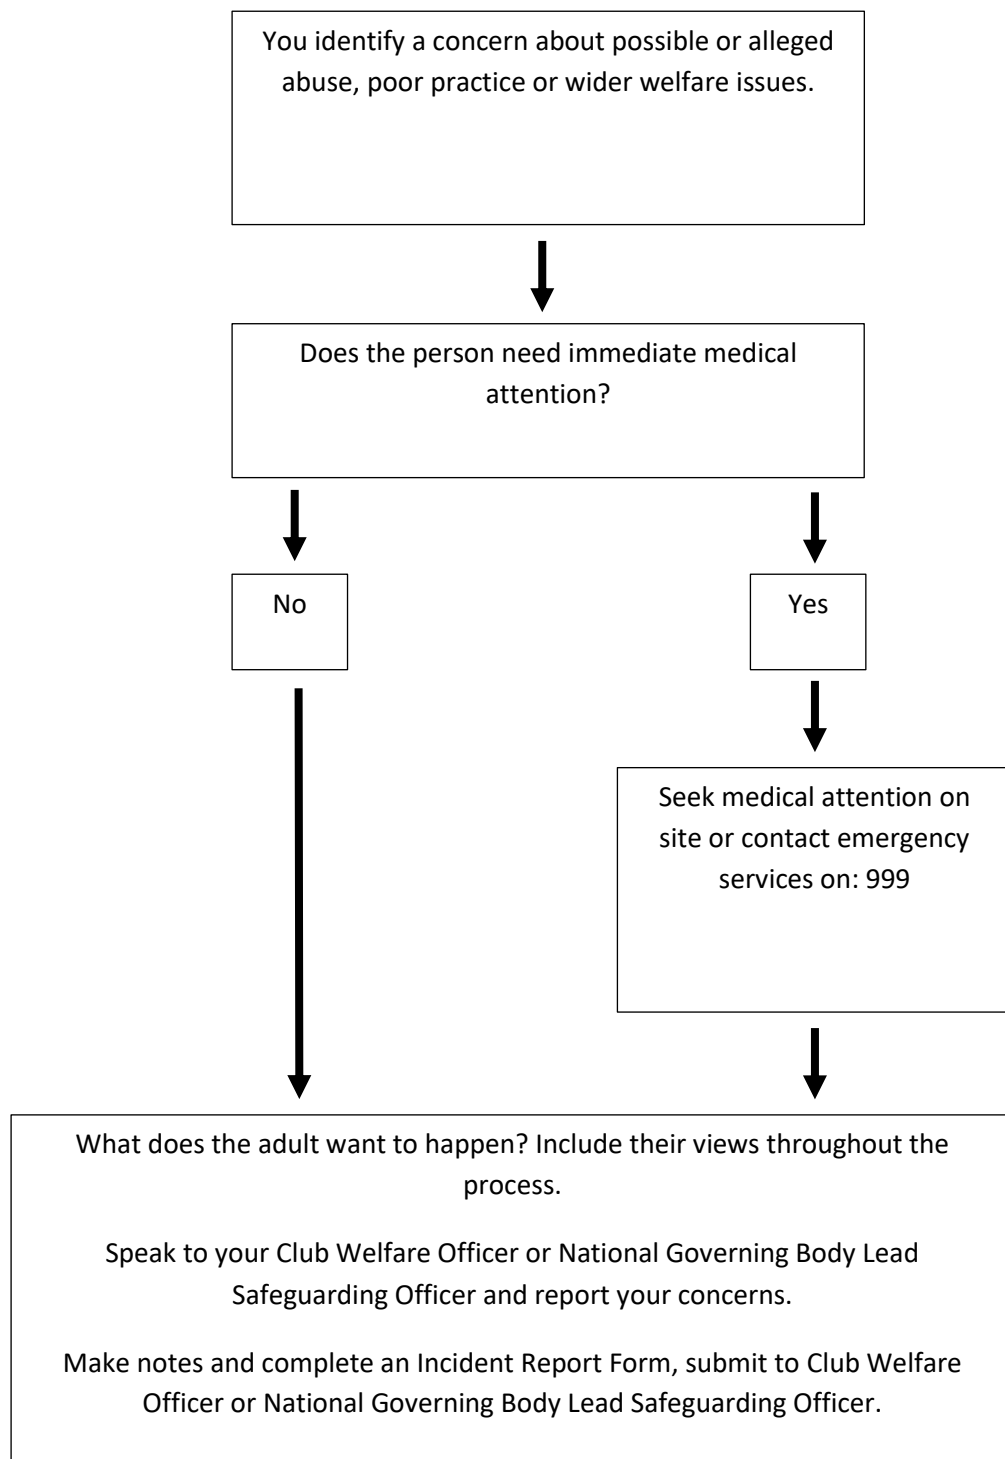 You identify a concern about possible or alleged
abuse, poor practice or wider welfare issues.
Does the person need immediate medical
attention?
No
Yes
Seek medical attention on
site or contact emergency
services on: 999
What does the adult want to happen? Include their views throughout the
process.
Speak to your Club Welfare Officer or National Governing Body Lead
Safeguarding Officer and report your concerns.
Make notes and complete an Incident Report Form, submit to Club Welfare
Officer or National Governing Body Lead Safeguarding Officer.